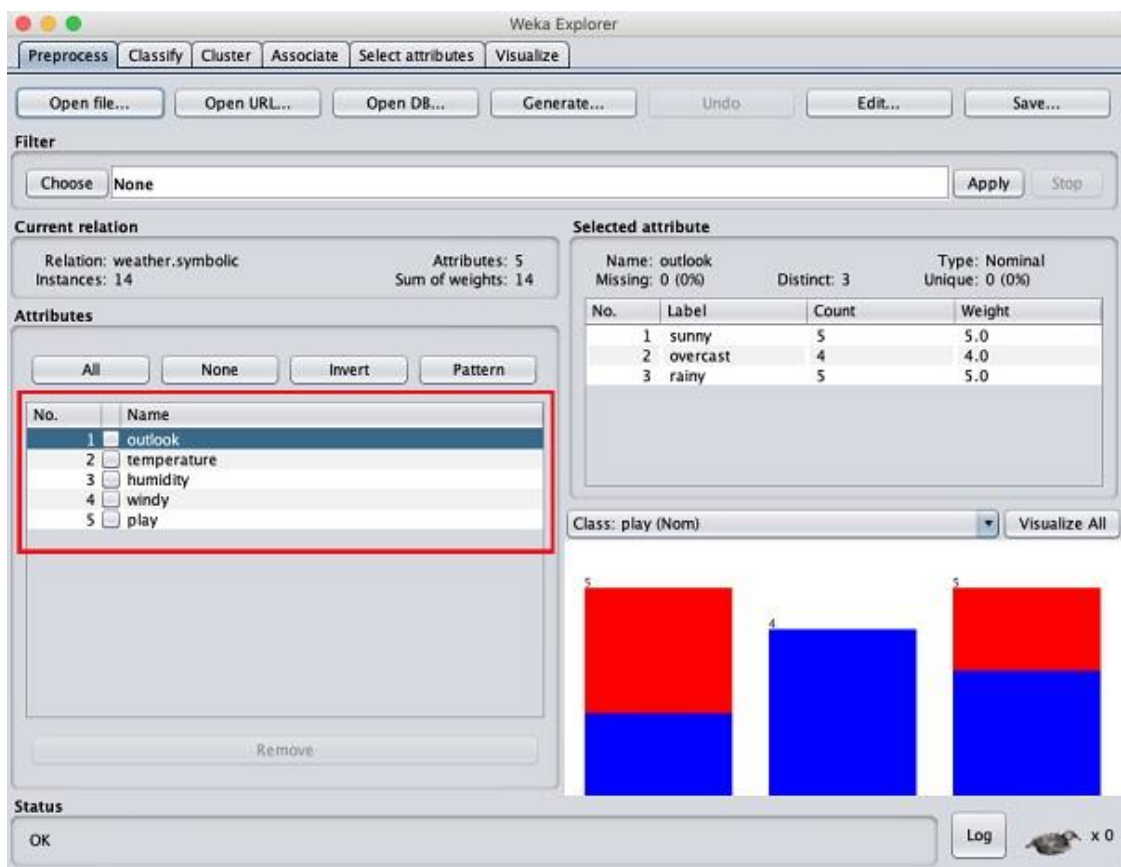 Weka Explorer
Preprocess Classify Cluster Associate Select attributes Visualize
Open file... Open URL... Open DB... Generate... Undo Edit... Save...
Filter
Choose None Apply Stop
Current relation
Relation: weather.symbolic Attributes: 5
Instances: 14 Sum of weights: 14
Attributes
All None Invert Pattern
No. Name
1 outlook
2 temperature
3 humidity
4 windy
5 play
Remove
Selected attribute
Name: outlook Type: Nominal
Missing: 0 (0%) Distinct: 3 Unique: 0 (0%)
No. Label Count Weight
1 sunny 5 5.0
2 overcast 4 4.0
3 rainy 5 5.0
Class: play (Nom) Visualize All
5 4 5
Status
OK Log x 0